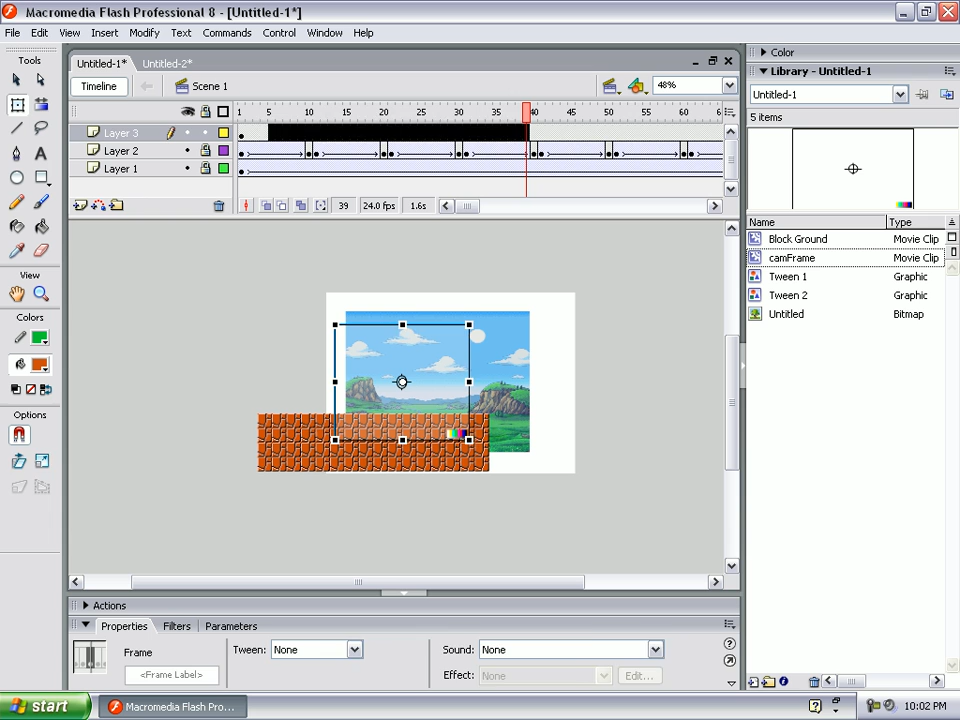 Macromedia Flash Professional 8 - [Untitled-1*]
File Edit View Insert Modify Text Commands Control Window Help
Tools
View
Colors
Options
Untitled-1* Untitled-2*
Timeline Scene 1 48%
1 5 10 15 20 25 30 35 40 45 50 55 60
Layer 3
Layer 2
Layer 1
39 24.0 fps 1.6s
Actions
Properties Filters Parameters
Frame
<Frame Label>
Tween: None
Sound: None
Effect: None Edit...
Color
Library - Untitled-1
Untitled-1
5 items
Name Type
Block Ground Movie Clip
camFrame Movie Clip
Tween 1 Graphic
Tween 2 Graphic
Untitled Bitmap
start Macromedia Flash Pro... 10:02 PM